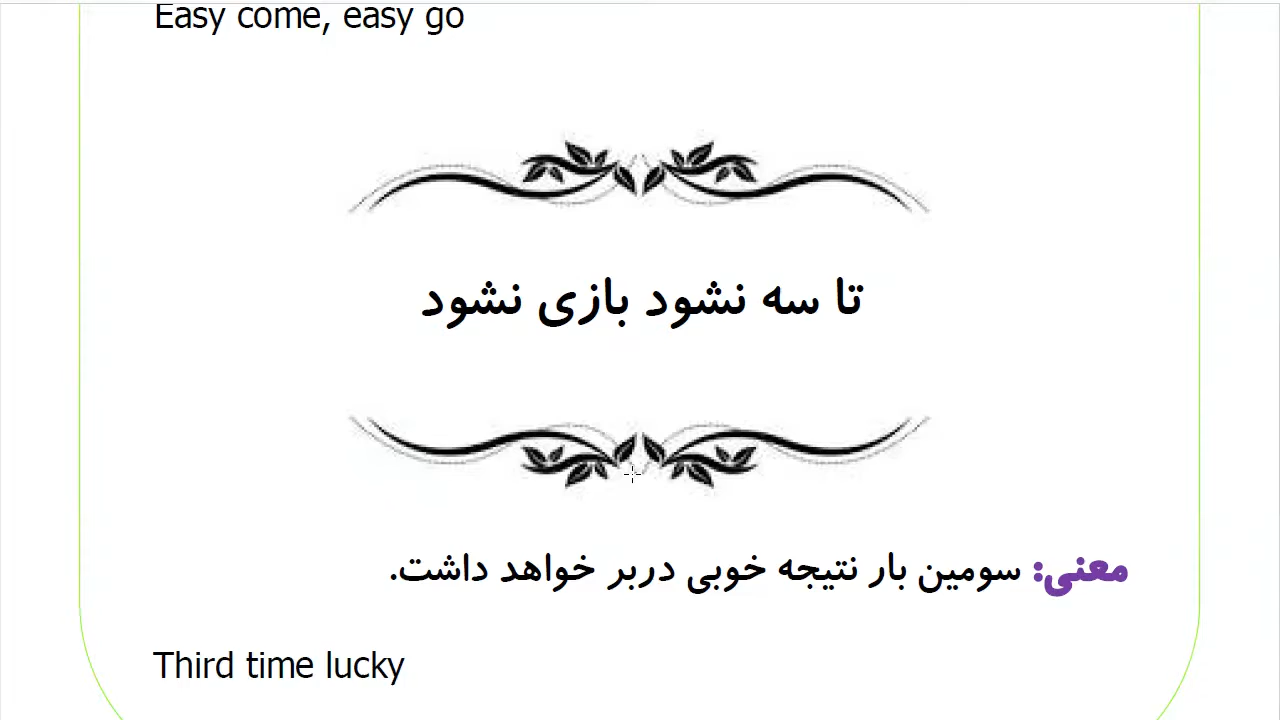 Easy come, easy go
تا سه نشود بازی نشود
معنی: سومین بار نتیجه خوبی دربر خواهد داشت.
Third time lucky